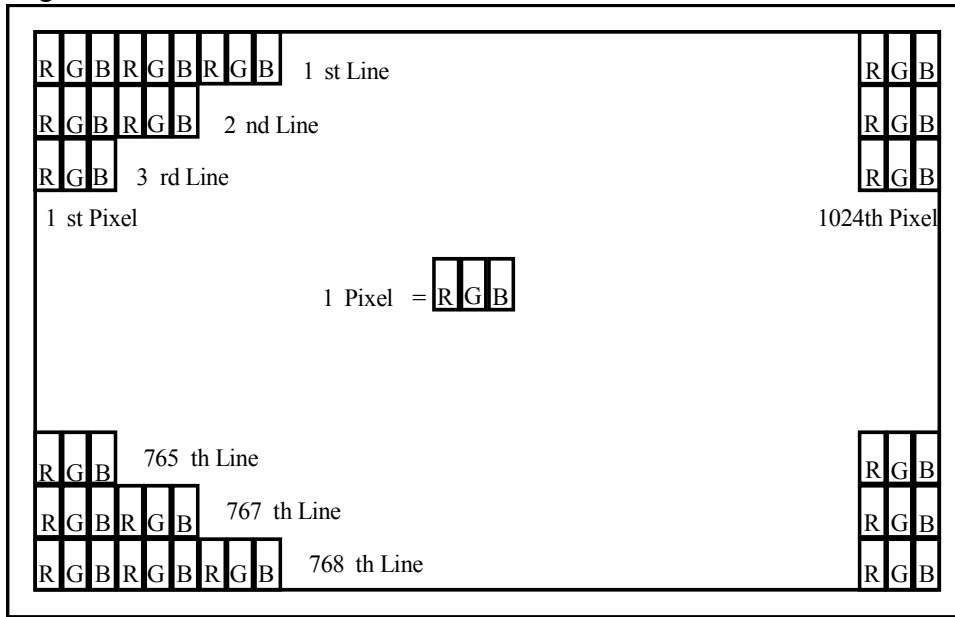 R G B R G B R G B 1 st Line R G B
R G B R G B 2 nd Line R G B
R G B 3 rd Line R G B
1 st Pixel 1024th Pixel
1 Pixel = R G B
R G B 765 th Line R G B
R G B R G B 767 th Line R G B
R G B R G B R G B 768 th Line R G B